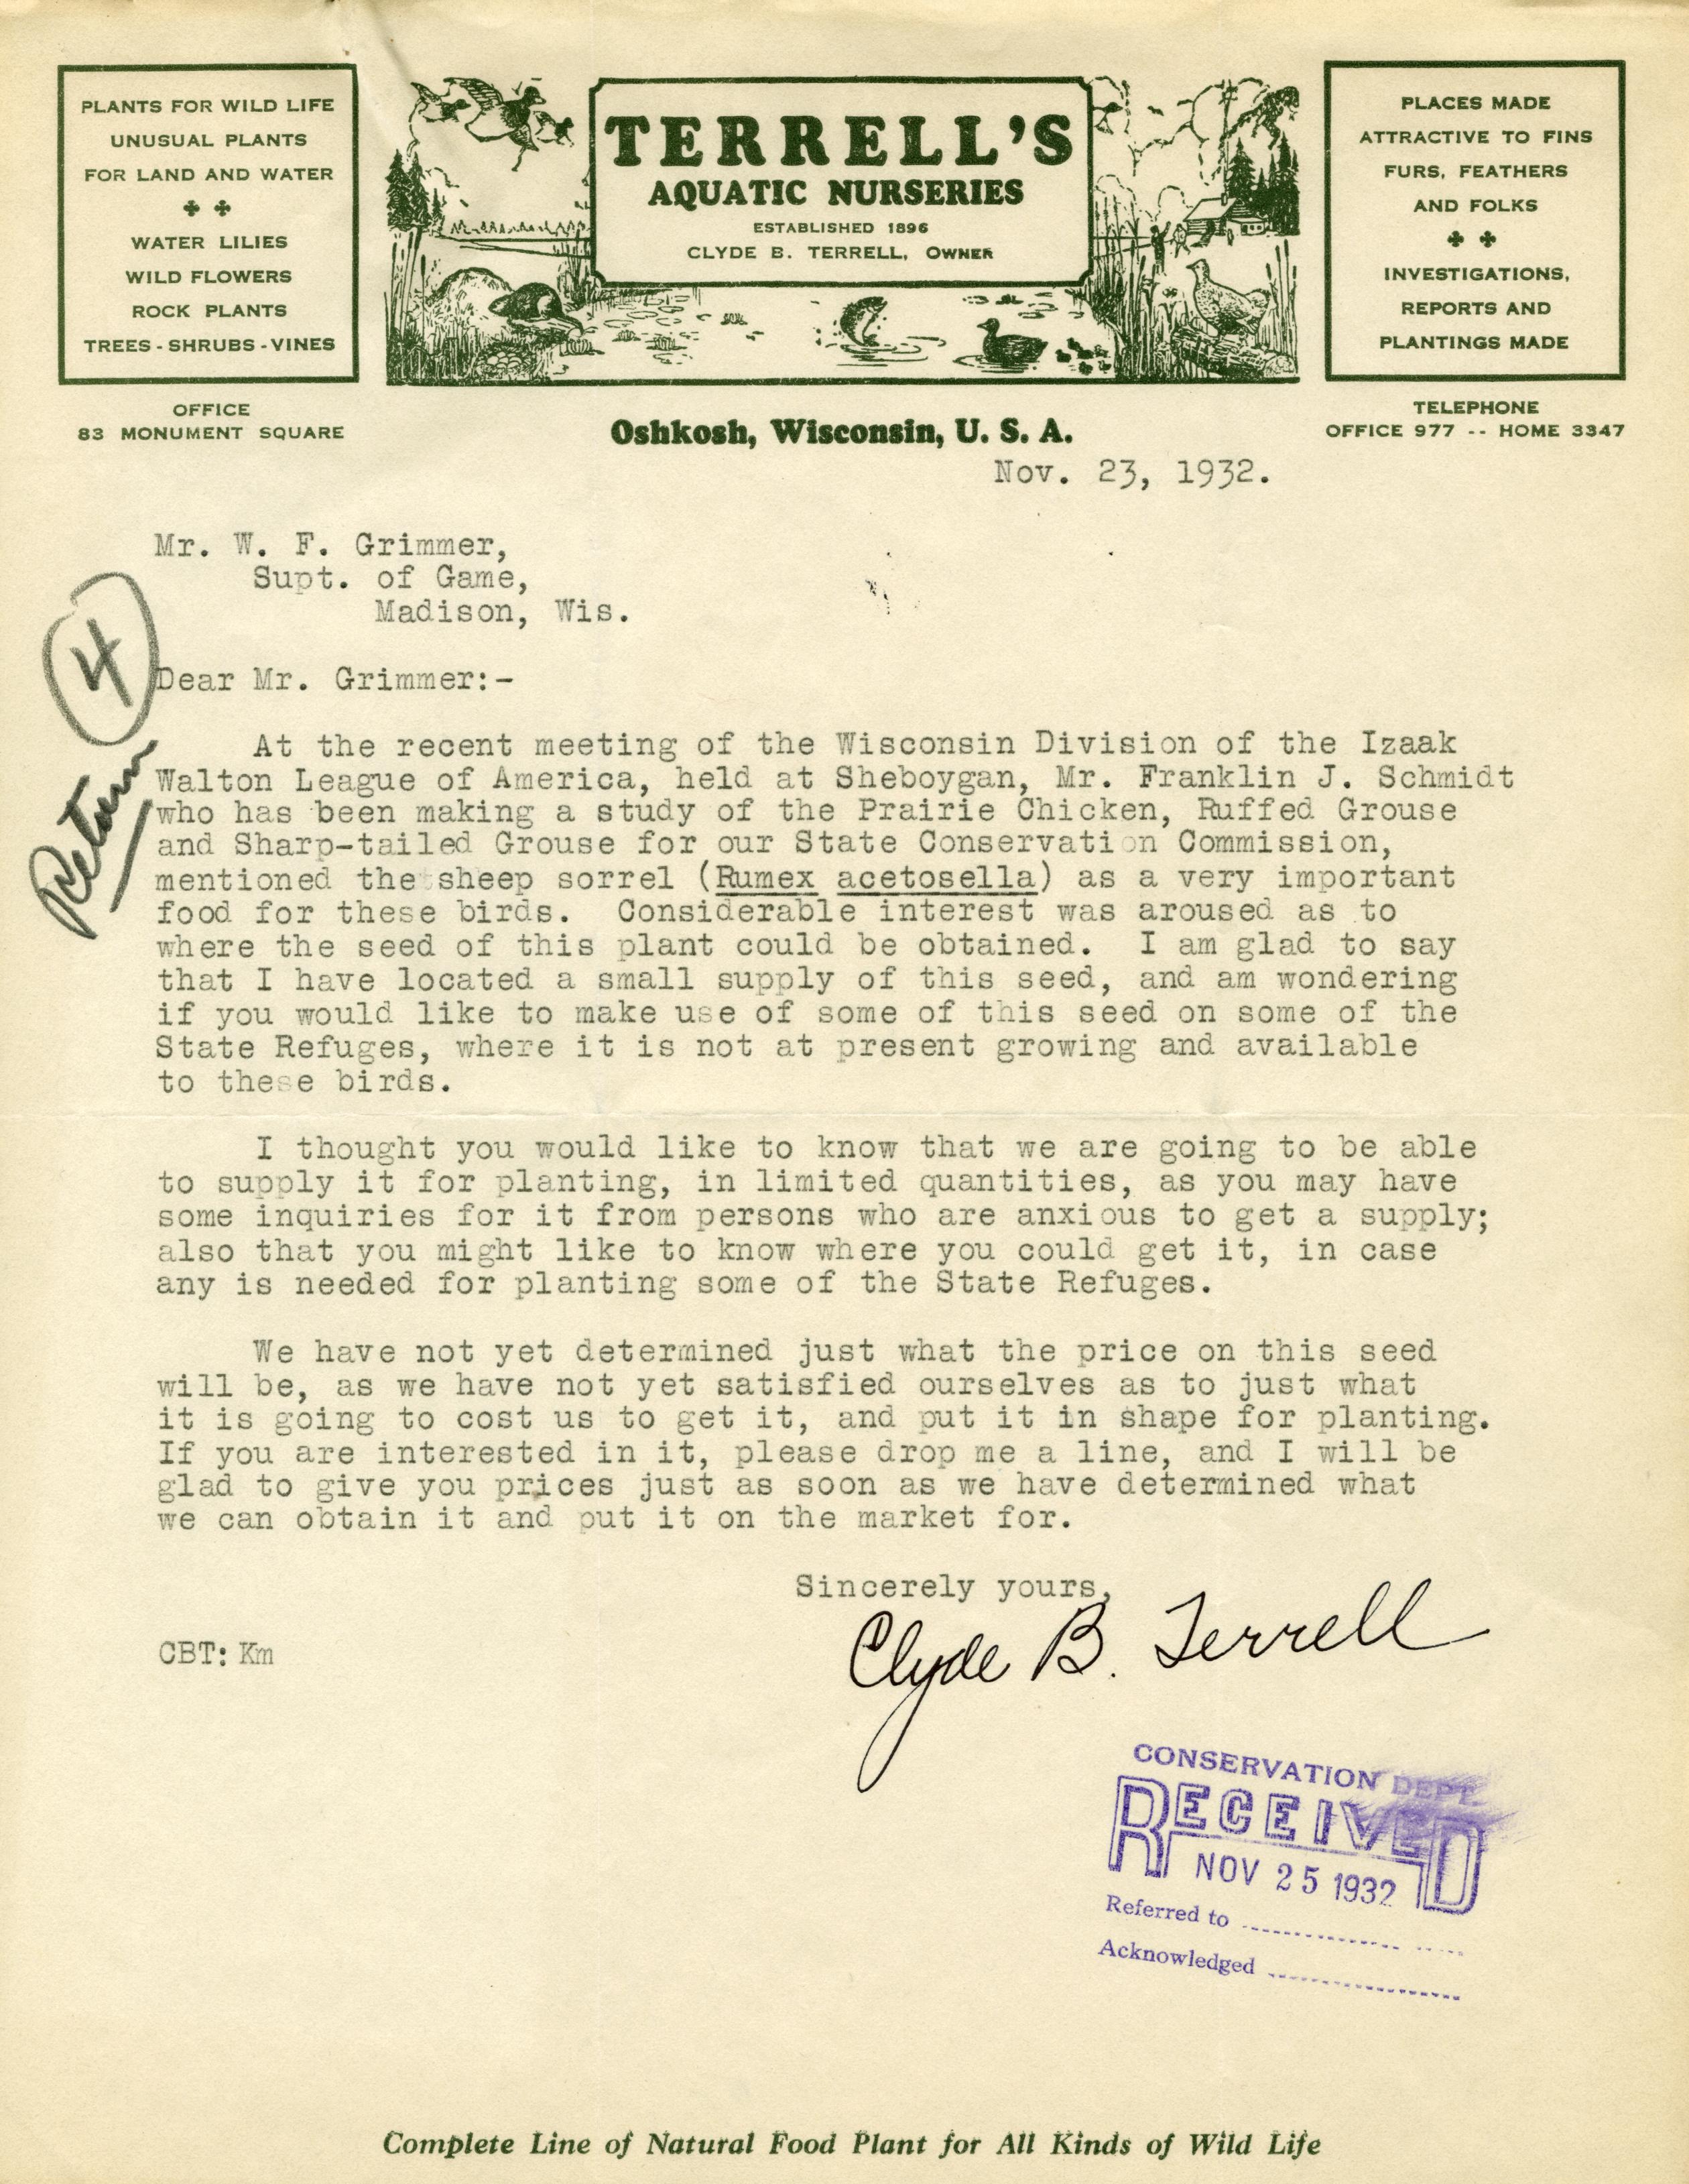 PLANTS FOR WILD LIFE
UNUSUAL PLANTS
FOR LAND AND WATER
WATER LILIES
WILD FLOWERS
ROCK PLANTS
TREES - SHRUBS - VINES
OFFICE
83 MONUMENT SQUARE
TERRELL'S
AQUATIC NURSERIES
ESTABLISHED 1896
CLYDE B. TERRELL, OWNER
Oshkosh, Wisconsin, U. S. A.
PLACES MADE
ATTRACTIVE TO FINS
FURS, FEATHERS
AND FOLKS
INVESTIGATIONS,
REPORTS AND
PLANTINGS MADE
TELEPHONE
OFFICE 977 -- HOME 3347
Nov. 23, 1932.
Mr. W. F. Grimmer,
Supt. of Game,
Madison, Wis.
4
Return
Dear Mr. Grimmer:-
At the recent meeting of the Wisconsin Division of the Izaak
Walton League of America, held at Sheboygan, Mr. Franklin J. Schmidt
who has been making a study of the Prairie Chicken, Ruffed Grouse
and Sharp-tailed Grouse for our State Conservation Commission,
mentioned the sheep sorrel (Rumex acetosella) as a very important
food for these birds. Considerable interest was aroused as to
where the seed of this plant could be obtained. I am glad to say
that I have located a small supply of this seed, and am wondering
if you would like to make use of some of this seed on some of the
State Refuges, where it is not at present growing and available
to these birds.
I thought you would like to know that we are going to be able
to supply it for planting, in limited quantities, as you may have
some inquiries for it from persons who are anxious to get a supply;
also that you might like to know where you could get it, in case
any is needed for planting some of the State Refuges.
We have not yet determined just what the price on this seed
will be, as we have not yet satisfied ourselves as to just what
it is going to cost us to get it, and put it in shape for planting.
If you are interested in it, please drop me a line, and I will be
glad to give you prices just as soon as we have determined what
we can obtain it and put it on the market for.
Sincerely yours,
Clyde B. Terrell
CBT: Km
CONSERVATION DEPT.
RECEIVED
NOV 25 1932
Referred to
Acknowledged
Complete Line of Natural Food Plant for All Kinds of Wild Life